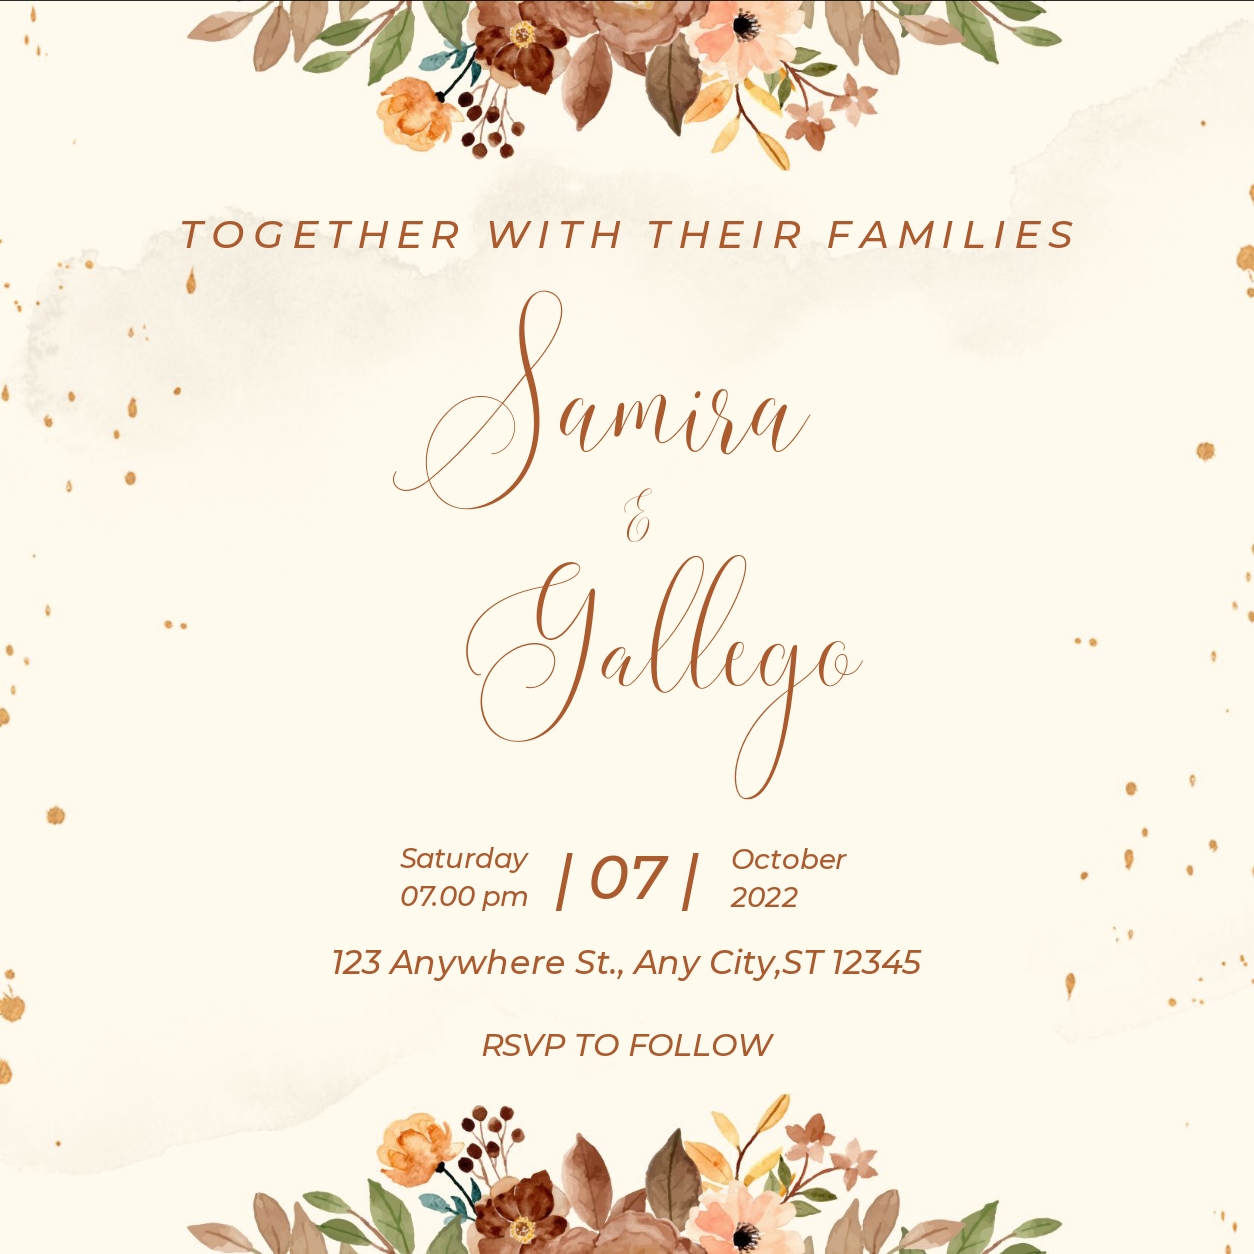 TOGETHER WITH THEIR FAMILIES
Samira
&
Gallego
Saturday
07.00 pm
| 07 |
October
2022
123 Anywhere St., Any City,ST 12345
RSVP TO FOLLOW